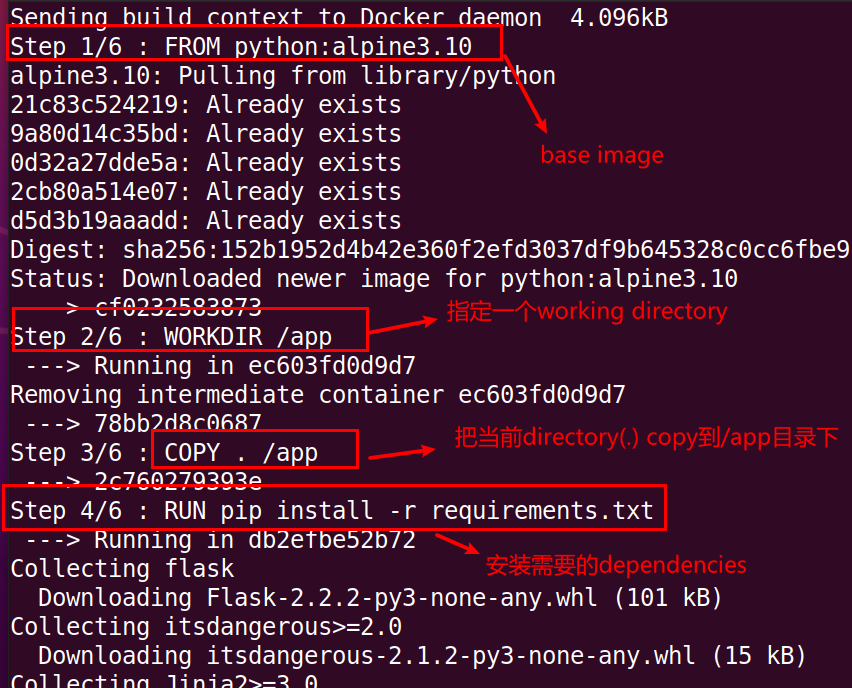 Sending build context to Docker daemon  4.096kB
Step 1/6 : FROM python:alpine3.10
alpine3.10: Pulling from library/python
21c83c524219: Already exists
9a80d14c35bd: Already exists
base image
0d32a27dde5a: Already exists
2cb80a514e07: Already exists
d5d3b19aaadd: Already exists
Digest: sha256:152b1952d4b42e360f2efd3037df9b645328c0cc6fbe9
Status: Downloaded newer image for python:alpine3.10
---> cf0232583873
指定一个working directory
Step 2/6 : WORKDIR /app
 ---> Running in ec603fd0d9d7
Removing intermediate container ec603fd0d9d7
 ---> 78bb2d8c0687
把当前directory(.) copy到/app目录下
Step 3/6 : COPY . /app
 ---> 2c760279393e
Step 4/6 : RUN pip install -r requirements.txt
 ---> Running in db2efbe52b72
安装需要的dependencies
Collecting flask
  Downloading Flask-2.2.2-py3-none-any.whl (101 kB)
Collecting itsdangerous>=2.0
  Downloading itsdangerous-2.1.2-py3-none-any.whl (15 kB)
Collecting Jinja2>=3.0